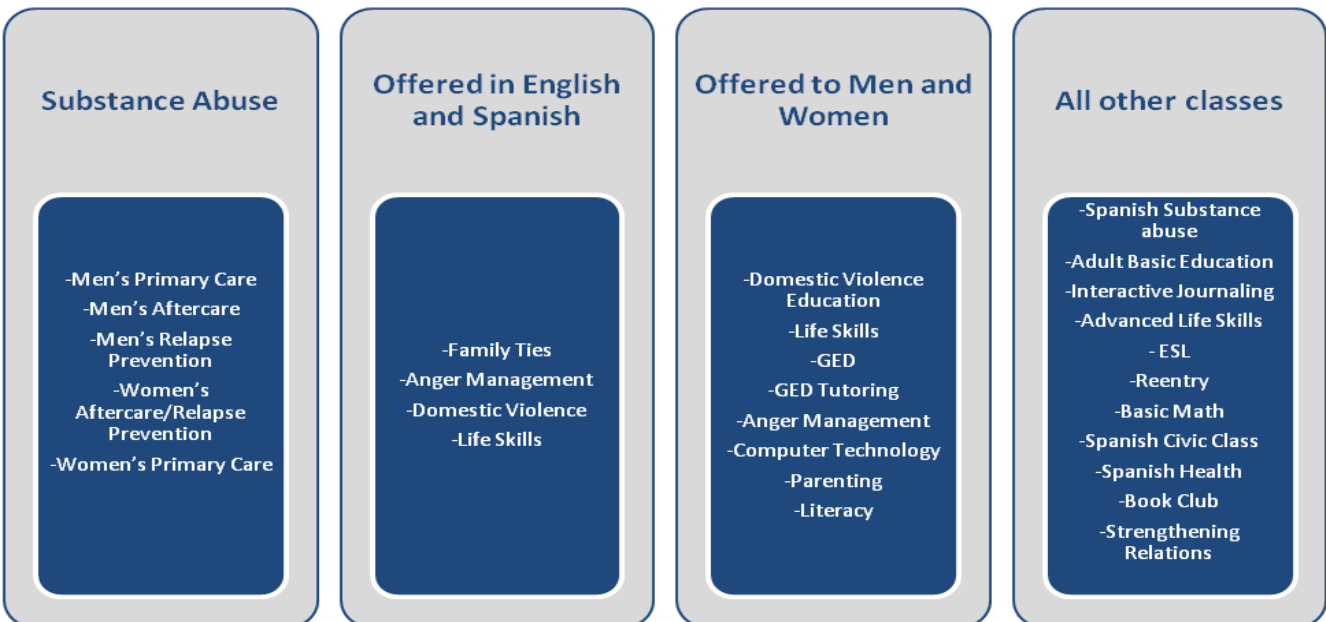 Substance Abuse
-Men's Primary Care
-Men's Aftercare
-Men's Relapse
Prevention
-Women's
Aftercare/Relapse
Prevention
-Women's Primary Care
Offered in English
and Spanish
-Family Ties
-Anger Management
-Domestic Violence
-Life Skills
Offered to Men and
Women
-Domestic Violence
Education
-Life Skills
-GED
-GED Tutoring
-Anger Management
-Computer Technology
-Parenting
-Literacy
All other classes
-Spanish Substance
abuse
-Adult Basic Education
-Interactive Journaling
-Advanced Life Skills
- ESL
-Reentry
-Basic Math
-Spanish Civic Class
-Spanish Health
-Book Club
-Strengthening
Relations